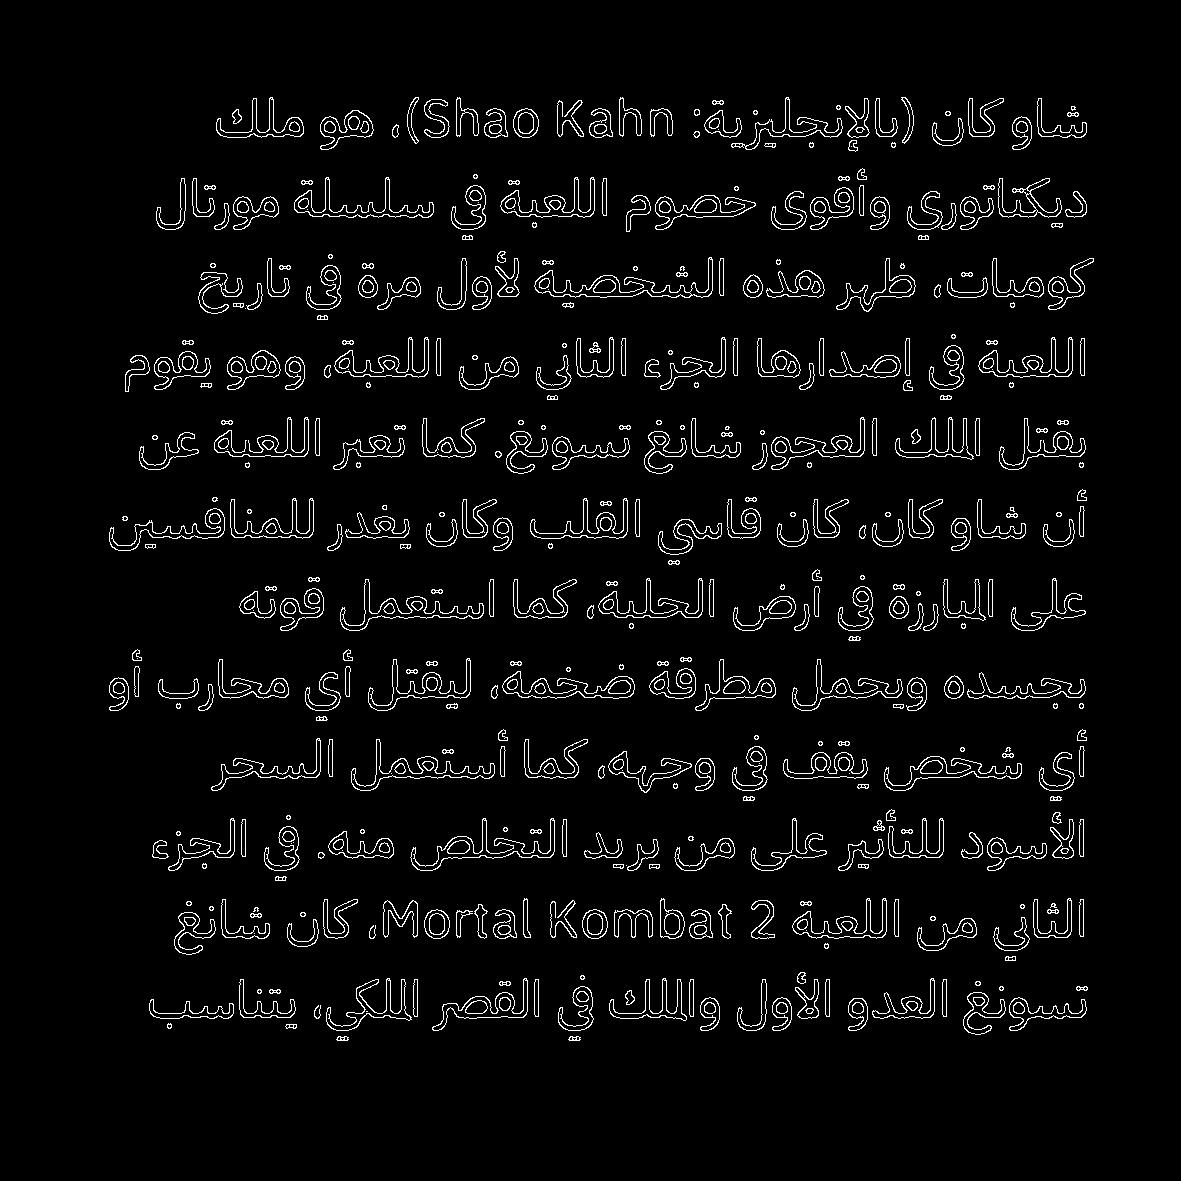 شاو كان (بالإنجليزية: Shao Kahn)، هو ملك
ديكتاتوري وأقوى خصوم اللعبة في سلسلة مورتال
كومبات، ظهر هذه الشخصية لأول مرة في تاريخ
اللعبة في إصدارها الجزء الثاني من اللعبة، وهو يقوم
بقتل الملك العجوز شانغ تسونغ. كما تعبر اللعبة عن
أن شاو كان، كان قاسي القلب وكان يغدر للمنافسين
على المبارزة في أرض الحلبة، كما استعمل قوته
بجسده ويحمل مطرقة ضخمة، ليقتل أي محارب أو
أي شخص يقف في وجهه، كما أستعمل السحر
الأسود للتأثير على من يريد التخلص منه. في الجزء
الثاني من اللعبة Mortal Kombat 2، كان شانغ
تسونغ العدو الأول والملك في القصر الملكي، يتناسب